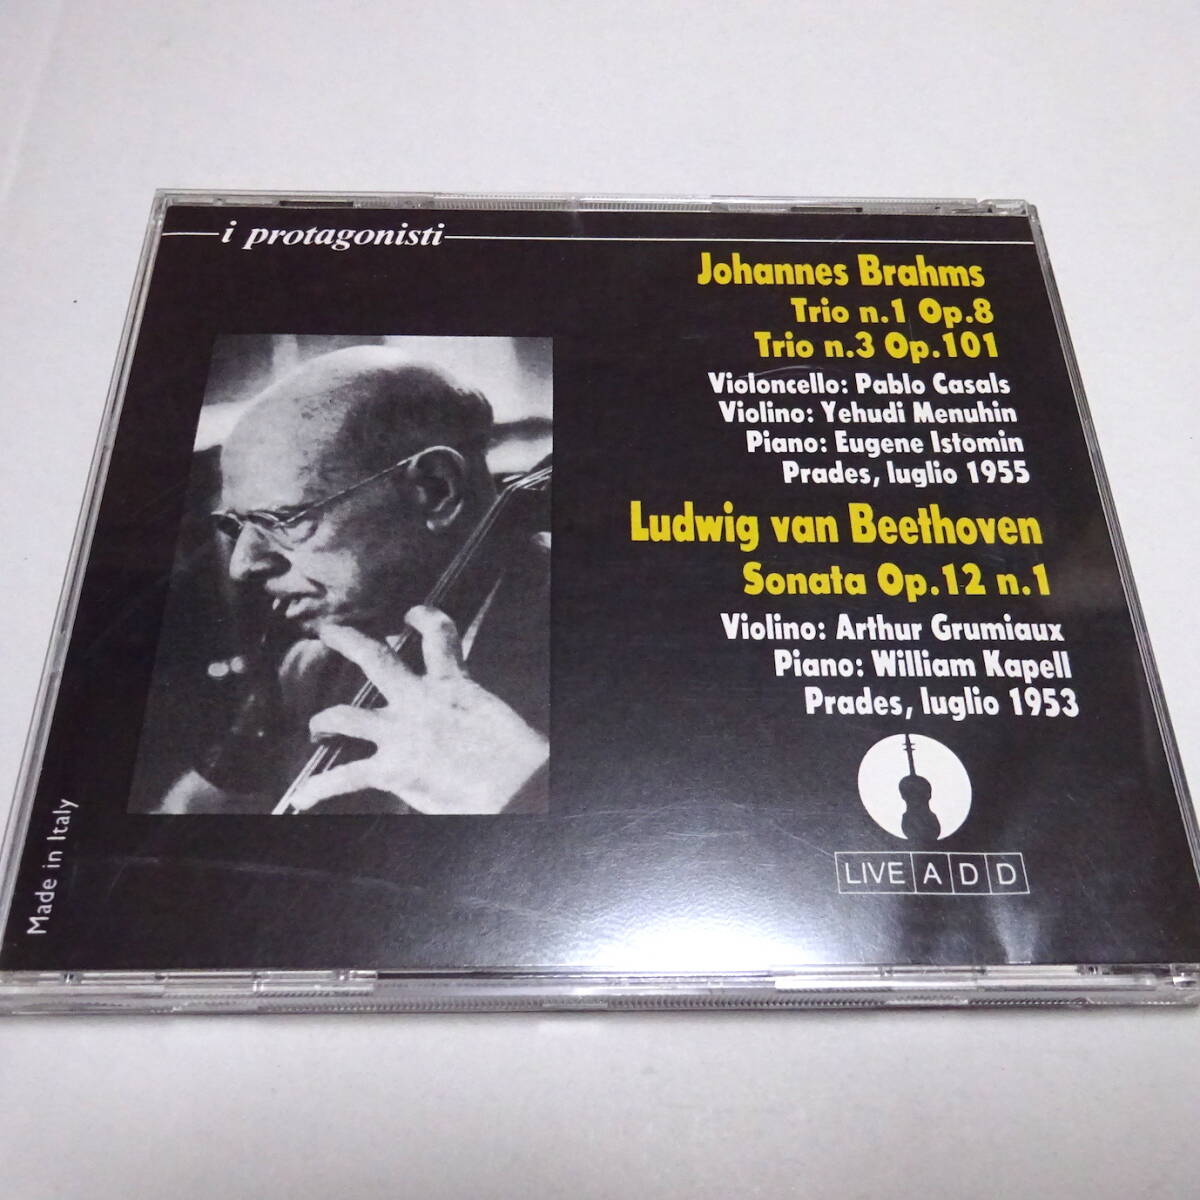 i protagonisti
Johannes Brahms
Trio n.1 Op.8
Trio n.3 Op.101
Violoncello: Pablo Casals
Violino: Yehudi Menuhin
Piano: Eugene Istomin
Prades, luglio 1955
Ludwig van Beethoven
Sonata Op.12 n.1
Violino: Arthur Grumiaux
Piano: William Kapell
Prades, luglio 1953
LIVE A D D
Made in Italy